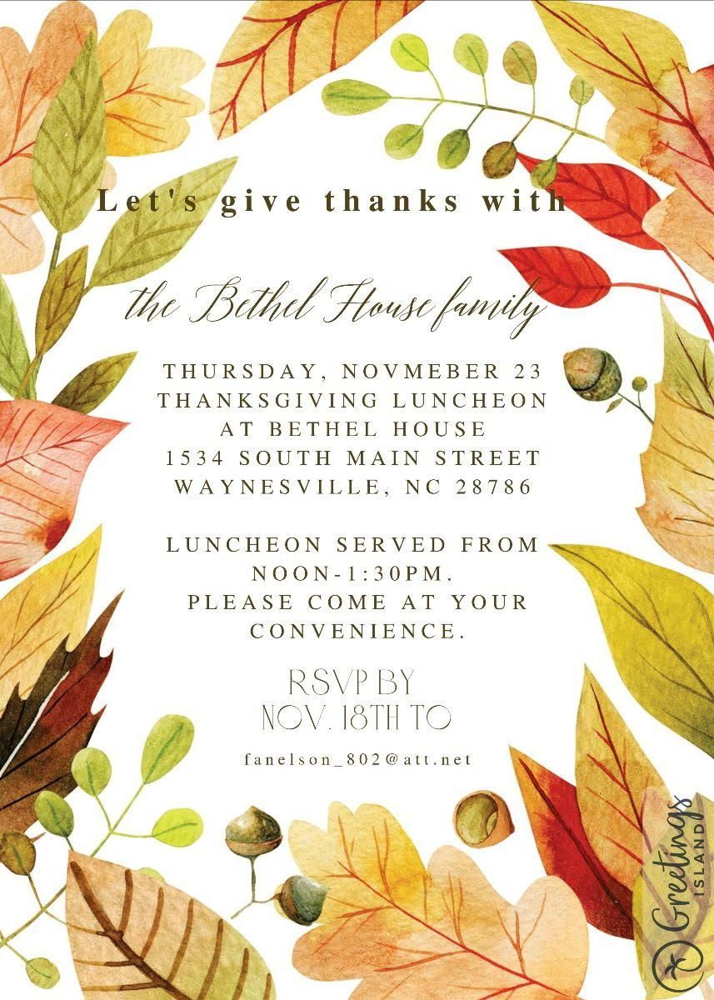 Let's give thanks with
the Bethel House family
THURSDAY, NOVMEBER 23
THANKSGIVING LUNCHEON
AT BETHEL HOUSE
1534 SOUTH MAIN STREET
WAYNESVILLE, NC 28786
LUNCHEON SERVED FROM
NOON-1:30PM.
PLEASE COME AT YOUR
CONVENIENCE.
RSVP BY
NOV. 18TH TO
fanelson_802@att.net
Greetings
ISLAND